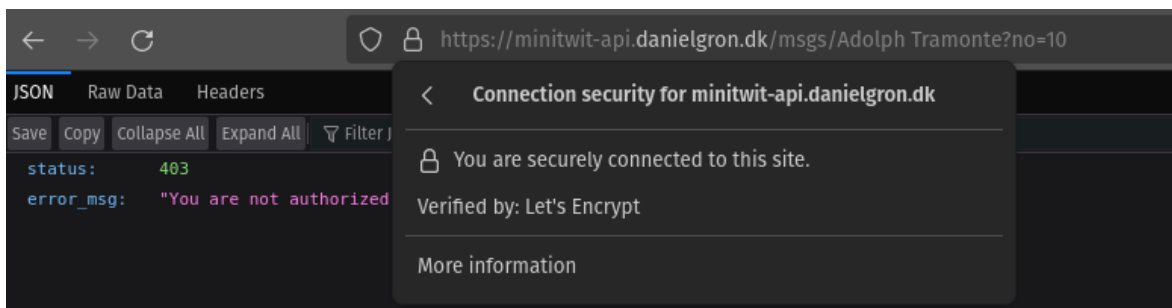 https://minitwit-api.danielgron.dk/msgs/Adolph Tramonte?no=10
JSON Raw Data Headers
Save Copy Collapse All Expand All Filter J
status: 403
error_msg: "You are not authorized
Connection security for minitwit-api.danielgron.dk
You are securely connected to this site.
Verified by: Let's Encrypt
More information